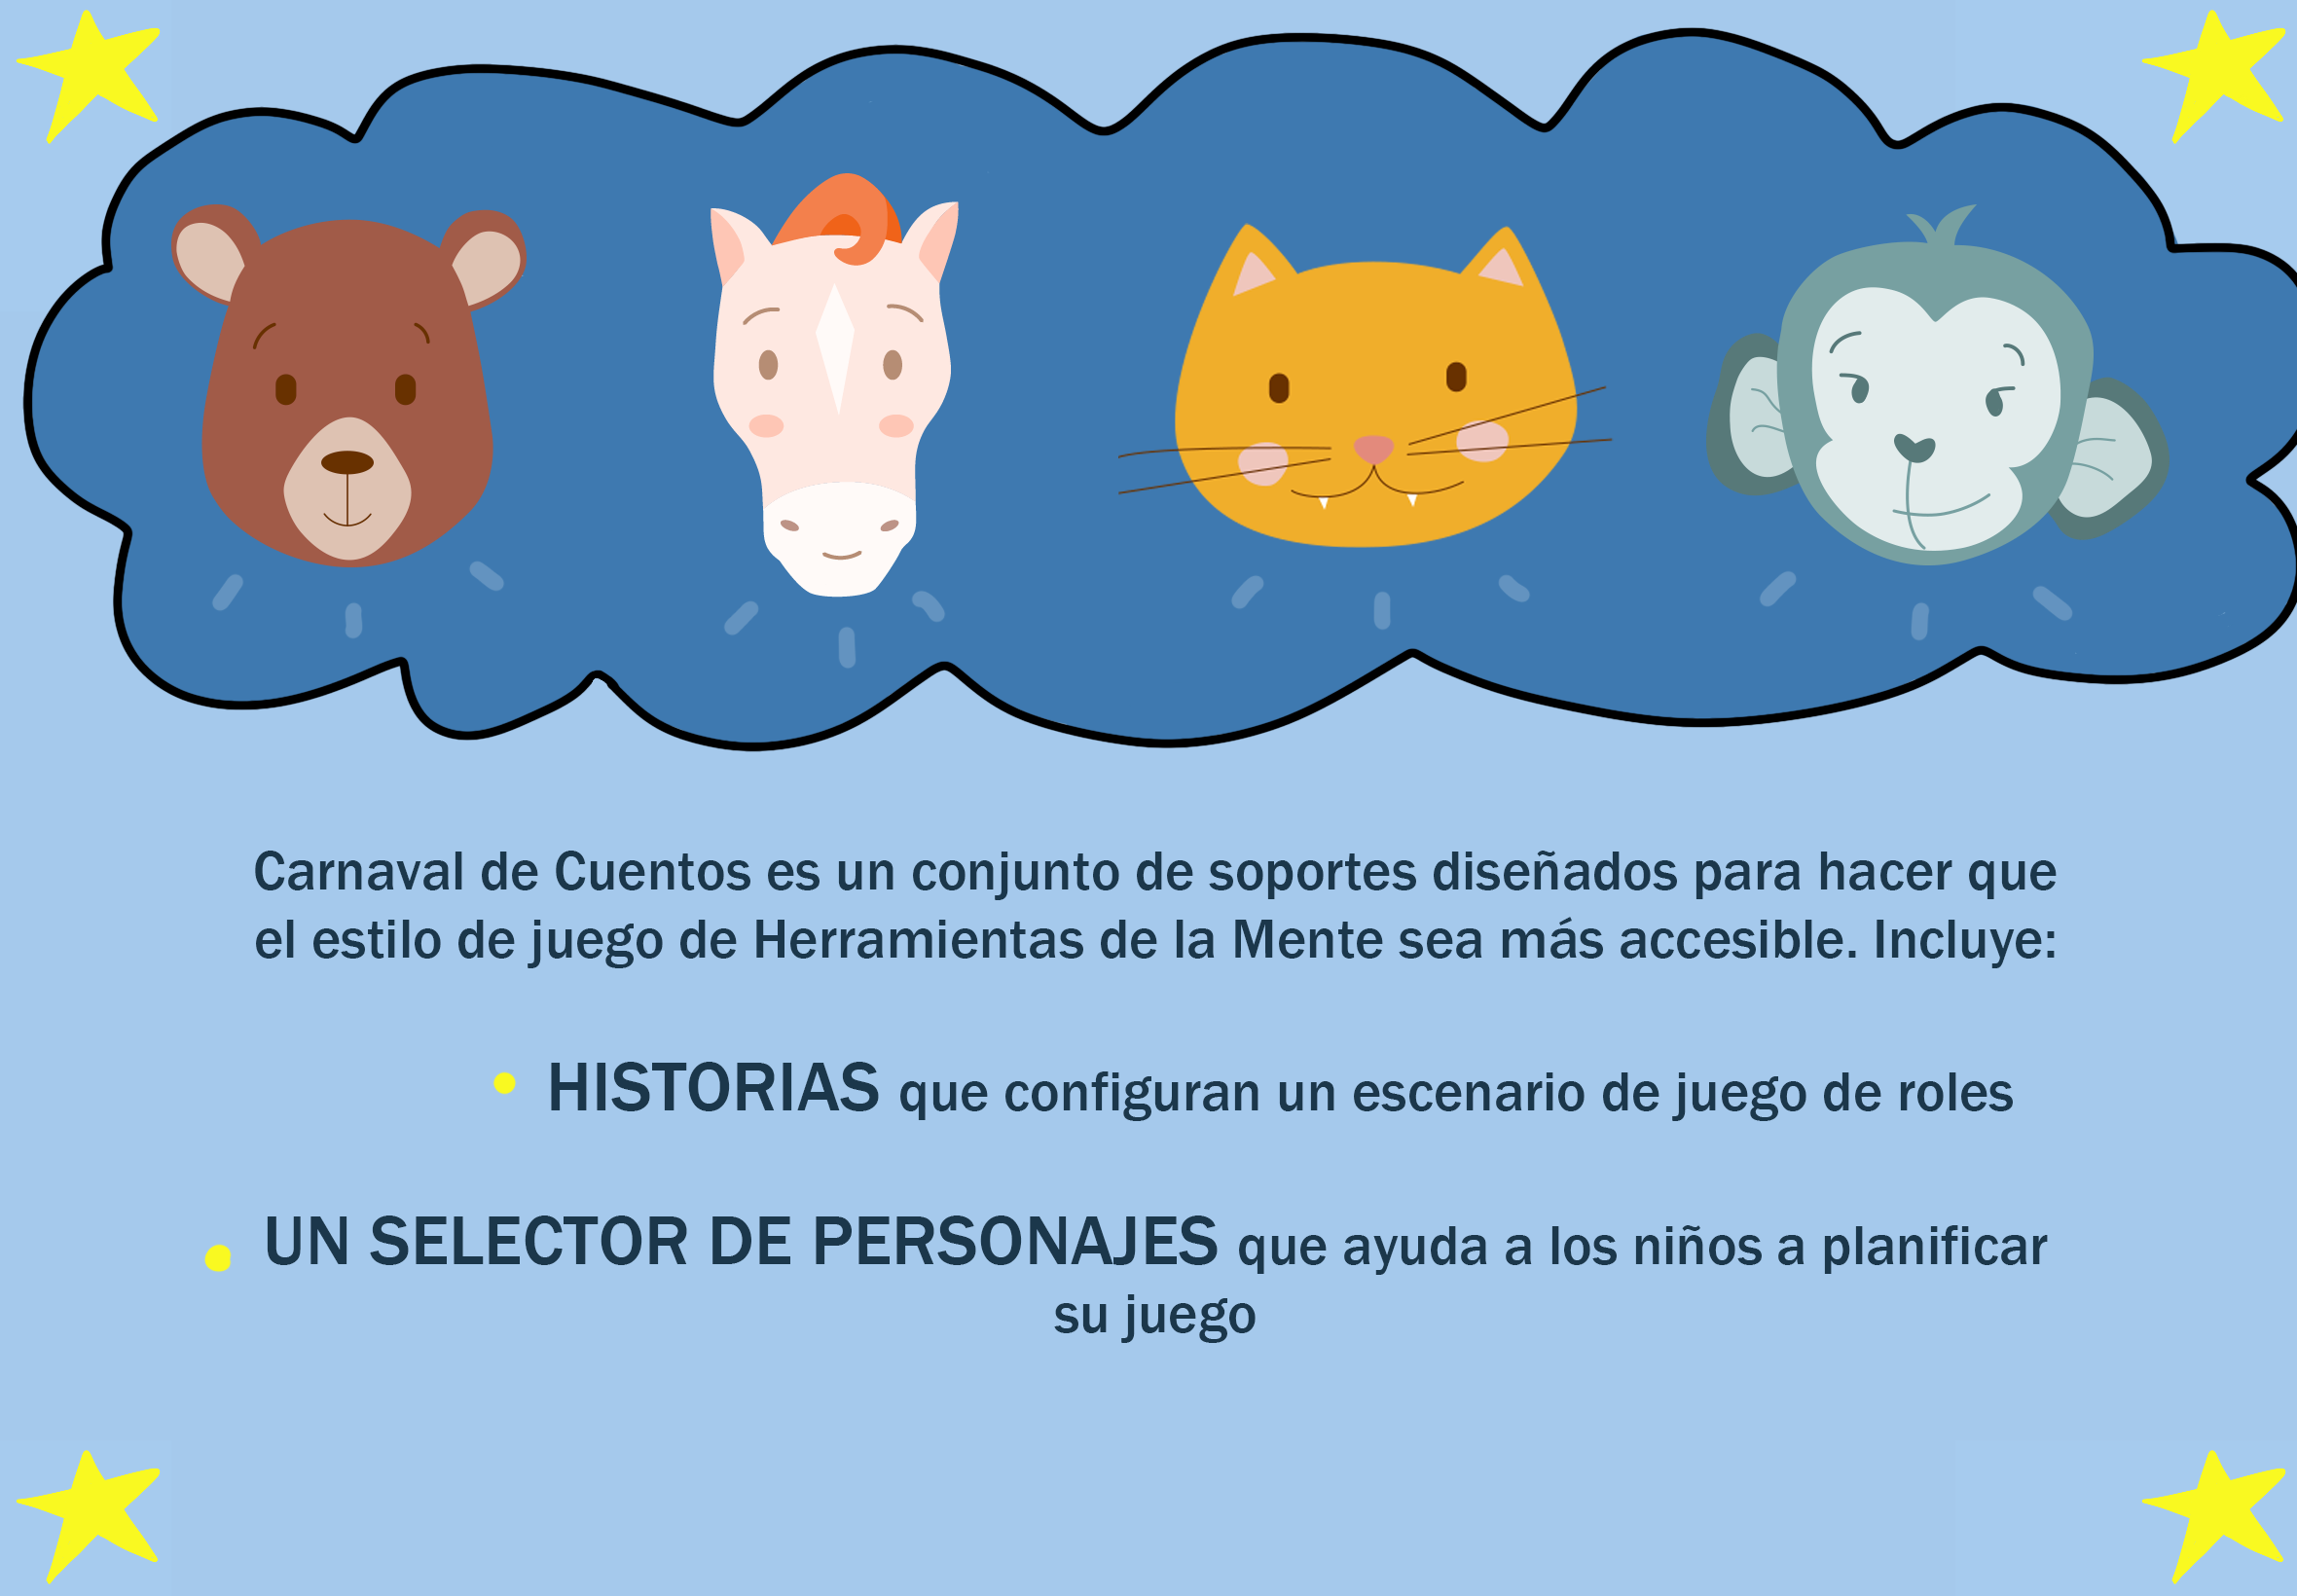 Carnaval de Cuentos es un conjunto de soportes diseñados para hacer que
el estilo de juego de Herramientas de la Mente sea más accesible. Incluye:
• HISTORIAS que configuran un escenario de juego de roles
• UN SELECTOR DE PERSONAJES que ayuda a los niños a planificar
su juego